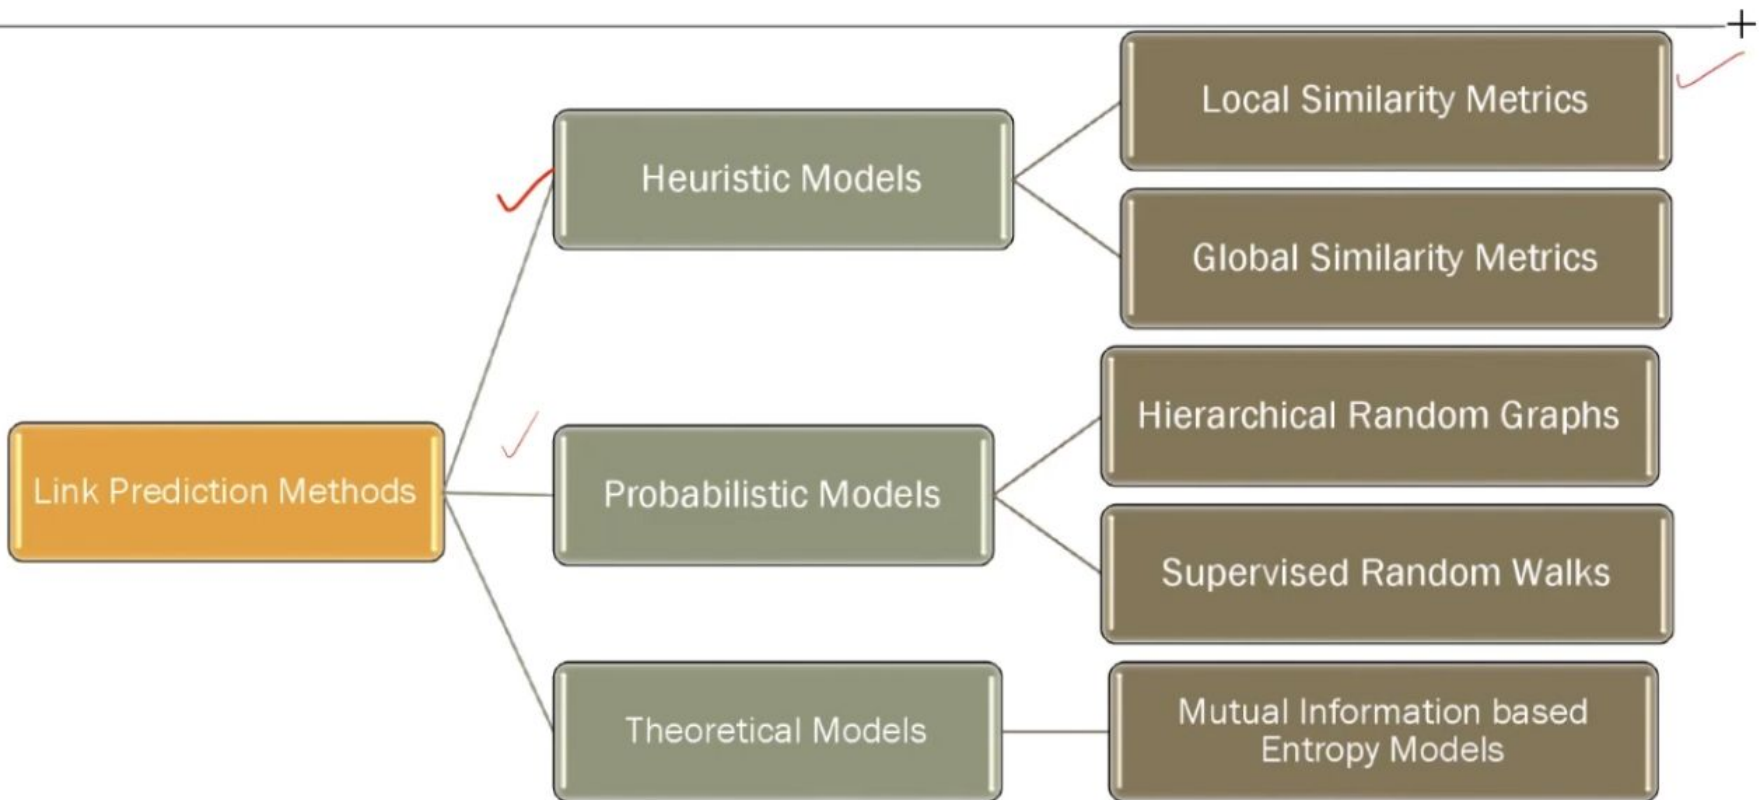 Link Prediction Methods
Heuristic Models
Local Similarity Metrics
Global Similarity Metrics
Probabilistic Models
Hierarchical Random Graphs
Supervised Random Walks
Theoretical Models
Mutual Information based
Entropy Models